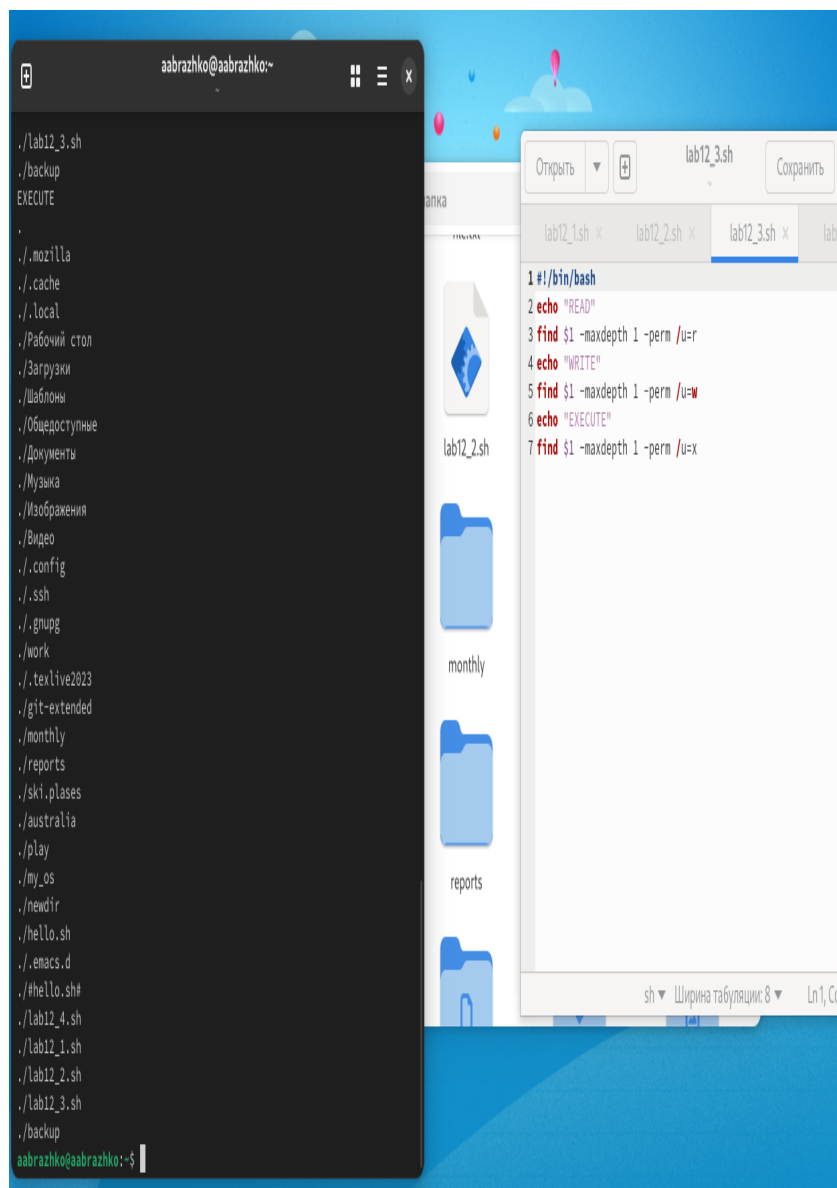 aabrazhko@aabrazhko:~
~
./lab12_3.sh
./backup
EXECUTE
.
./.mozilla
./.cache
./.local
./Рабочий стол
./Загрузки
./Шаблоны
./Общедоступные
./Документы
./Музыка
./Изображения
./Видео
./.config
./.ssh
./.gnupg
./work
./.texlive2023
./git-extended
./monthly
./reports
./ski.plases
./australia
./play
./my_os
./newdir
./hello.sh
./.emacs.d
./#hello.sh#
./lab12_4.sh
./lab12_1.sh
./lab12_2.sh
./lab12_3.sh
./backup
aabrazhko@aabrazhko:~$
апка
lab12_2.sh
monthly
reports
Открыть
lab12_3.sh
~
Сохранить
lab12_1.sh × lab12_2.sh × lab12_3.sh × lab
1 #!/bin/bash
2 echo "READ"
3 find $1 -maxdepth 1 -perm /u=r
4 echo "WRITE"
5 find $1 -maxdepth 1 -perm /u=w
6 echo "EXECUTE"
7 find $1 -maxdepth 1 -perm /u=x
sh Ширина табуляции: 8 Ln 1, Co